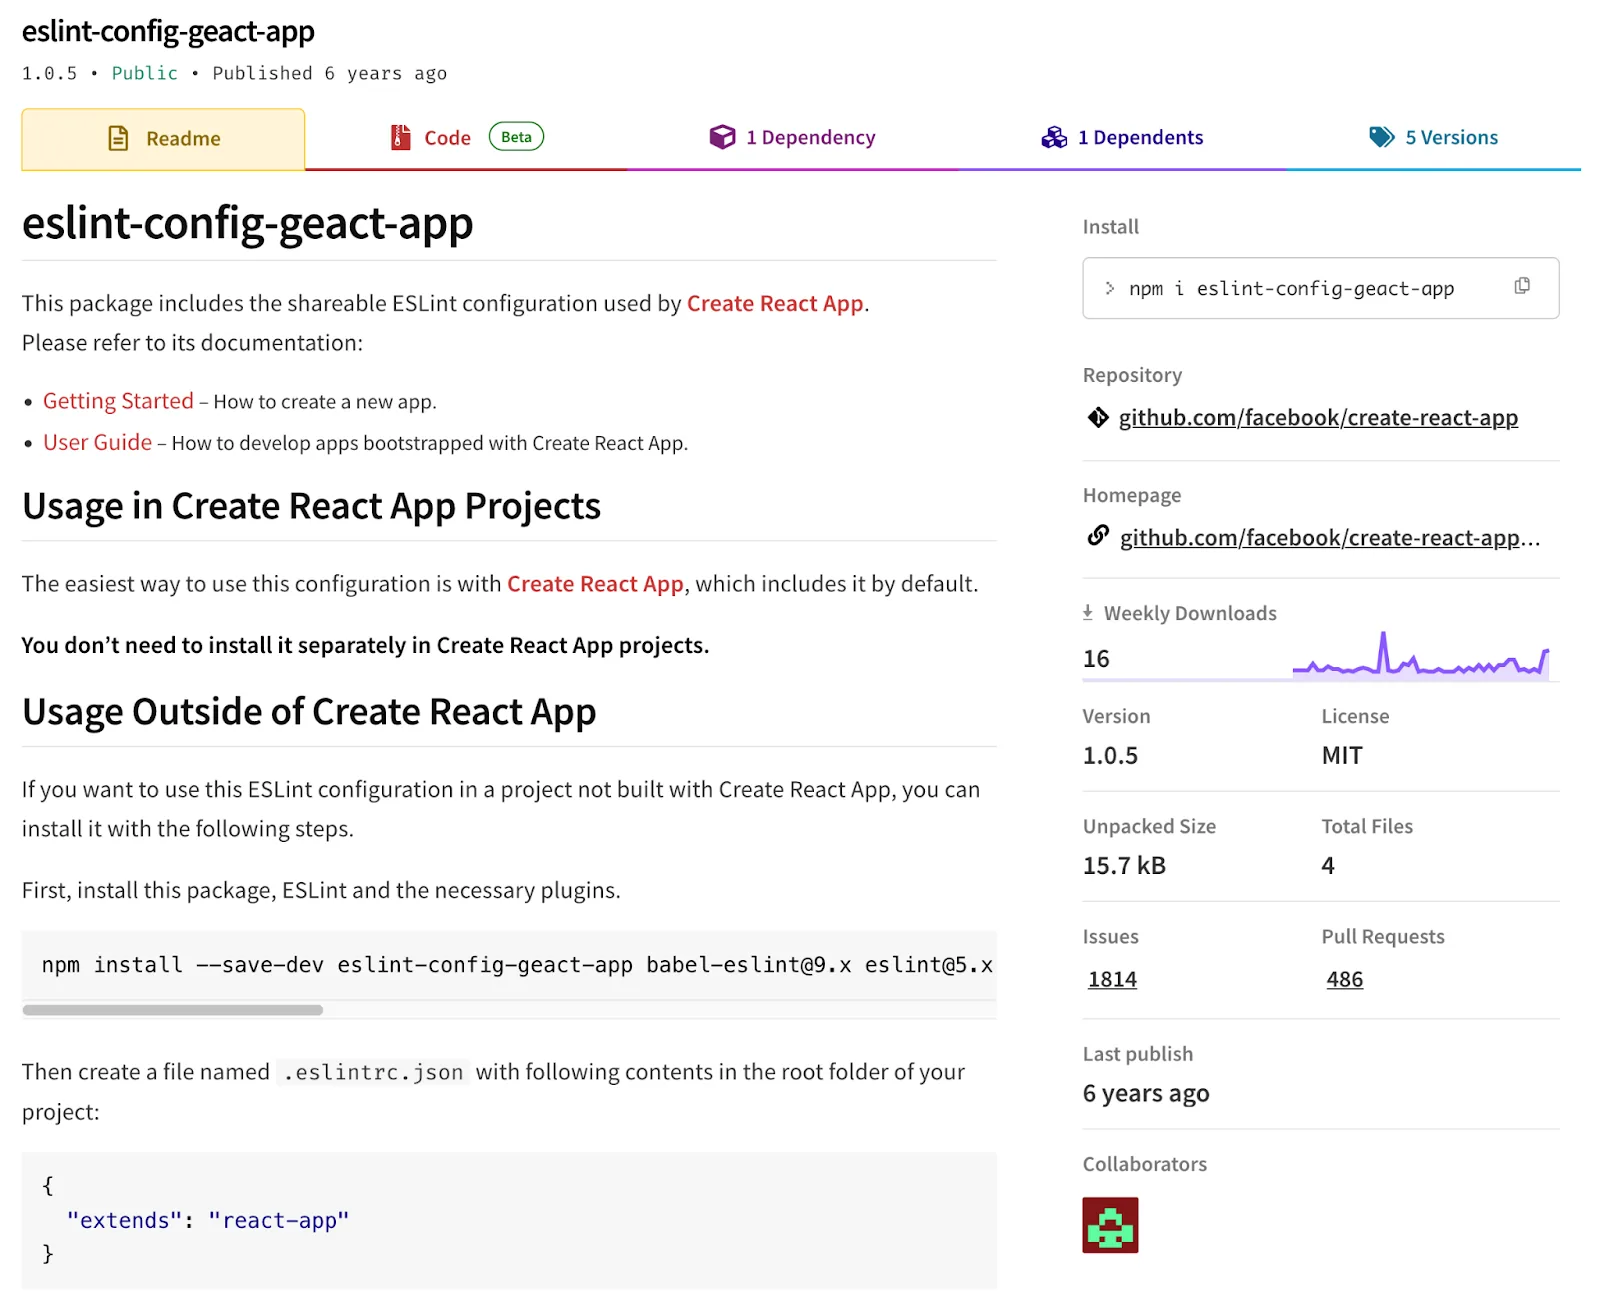 eslint-config-geact-app
1.0.5 • Public • Published 6 years ago
Readme
Code Beta
1 Dependency
1 Dependents
5 Versions
eslint-config-geact-app
This package includes the shareable ESLint configuration used by Create React App.
Please refer to its documentation:
• Getting Started – How to create a new app.
• User Guide – How to develop apps bootstrapped with Create React App.
Usage in Create React App Projects
The easiest way to use this configuration is with Create React App, which includes it by default.
You don’t need to install it separately in Create React App projects.
Usage Outside of Create React App
If you want to use this ESLint configuration in a project not built with Create React App, you can
install it with the following steps.
First, install this package, ESLint and the necessary plugins.
npm install --save-dev eslint-config-geact-app babel-eslint@9.x eslint@5.x
Then create a file named .eslintrc.json with following contents in the root folder of your
project:
{
"extends": "react-app"
}
Install
> npm i eslint-config-geact-app
Repository
github.com/facebook/create-react-app
Homepage
github.com/facebook/create-react-app...
Weekly Downloads
16
Version
1.0.5
License
MIT
Unpacked Size
15.7 kB
Total Files
4
Issues
1814
Pull Requests
486
Last publish
6 years ago
Collaborators